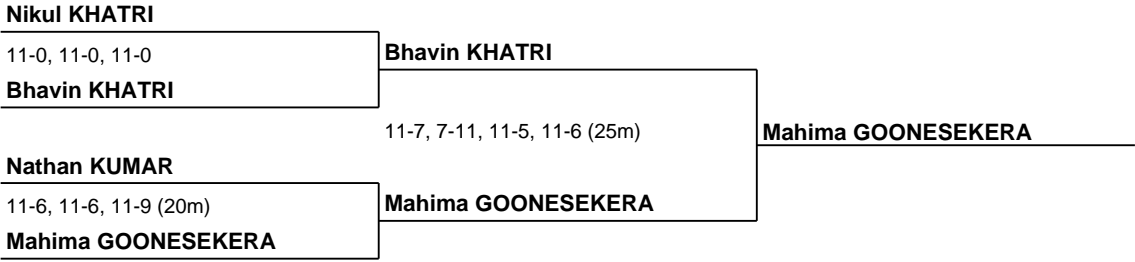 Nikul KHATRI
11-0, 11-0, 11-0
Bhavin KHATRI
Bhavin KHATRI
11-7, 7-11, 11-5, 11-6 (25m)
Mahima GOONESEKERA
Nathan KUMAR
11-6, 11-6, 11-9 (20m)
Mahima GOONESEKERA
Mahima GOONESEKERA